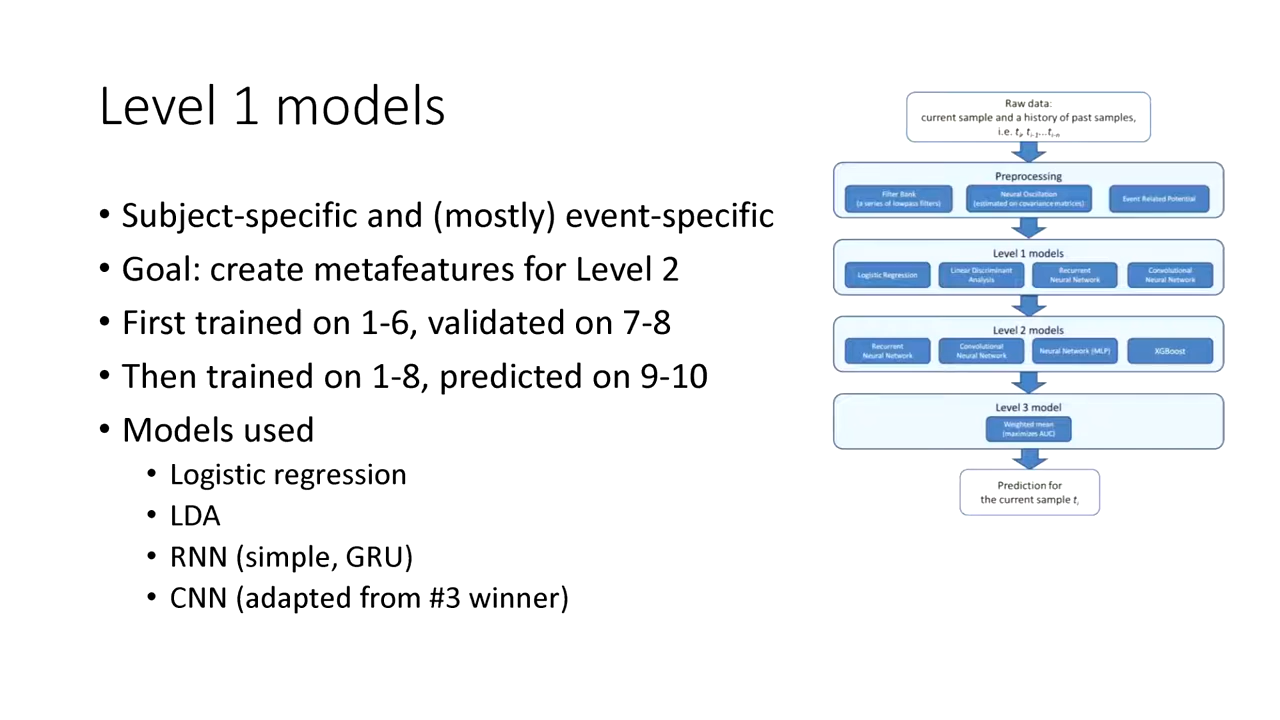 Level 1 models
• Subject-specific and (mostly) event-specific
• Goal: create metafeatures for Level 2
• First trained on 1-6, validated on 7-8
• Then trained on 1-8, predicted on 9-10
• Models used
• Logistic regression
• LDA
• RNN (simple, GRU)
• CNN (adapted from #3 winner)
Raw data:
current sample and a history of past samples,
i.e. tᵢ, tᵢ₋₁...tᵢ₋ₙ
Preprocessing
Filter Bank
(a series of lowpass filters)
Neural Oscillation
(estimated on covariance matrices)
Event Related Potential
Level 1 models
Logistic Regression
Linear Discriminant
Analysis
Recurrent
Neural Network
Convolutional
Neural Network
Level 2 models
Recurrent
Neural Network
Convolutional
Neural Network
Neural Network (MLP)
XGBoost
Level 3 model
Weighted mean
(maximizes AUC)
Prediction for
the current sample tᵢ